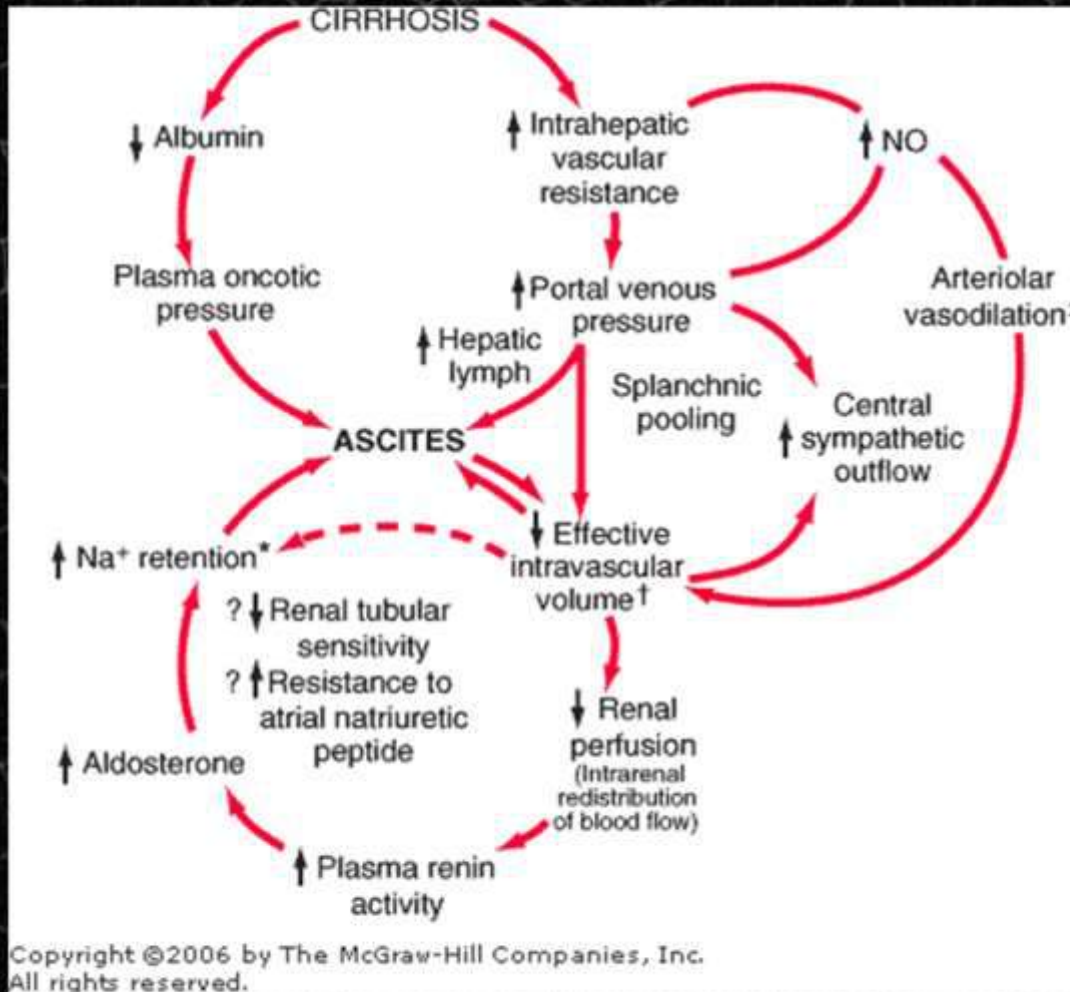 CIRRHOSIS
↓ Albumin
↑ Intrahepatic
vascular
resistance
↑ NO
Plasma oncotic
pressure
↑ Portal venous
pressure
Arteriolar
vasodilation
↑ Hepatic
lymph
Splanchnic
pooling
Central
↑ sympathetic
outflow
ASCITES
↓ Effective
intravascular
volume†
↑ Na+ retention*
? ↓ Renal tubular
sensitivity
? ↑ Resistance to
atrial natriuretic
peptide
↓ Renal
perfusion
(Intrarenal
redistribution
of blood flow)
↑ Aldosterone
↑ Plasma renin
activity
Copyright ©2006 by The McGraw-Hill Companies, Inc.
All rights reserved.